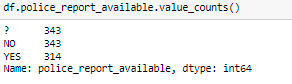 df.police_report_available.value_counts()
?      343
NO     343
YES    314
Name: police_report_available, dtype: int64